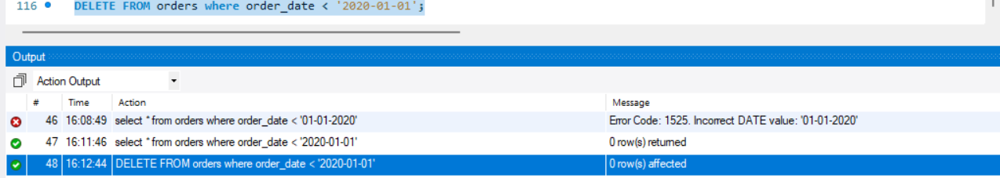 116 DELETE FROM orders where order_date < '2020-01-01';
Output
Action Output
# Time Action Message
46 16:08:49 select * from orders where order_date < '01-01-2020' Error Code: 1525. Incorrect DATE value: '01-01-2020'
47 16:11:46 select * from orders where order_date < '2020-01-01' 0 row(s) returned
48 16:12:44 DELETE FROM orders where order_date < '2020-01-01' 0 row(s) affected